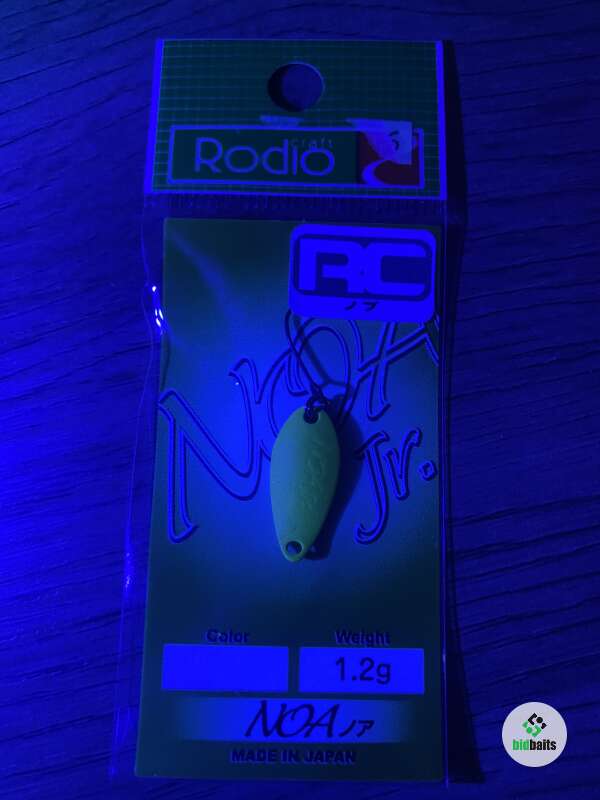 Rodio
craft
RC
ノア
NOA
Jr.
Color
Weight
1.2g
NOA ノア
MADE IN JAPAN
bidbaits